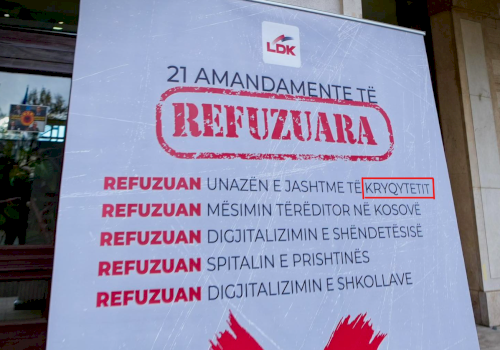 LDK
21 AMANDAMENTE TË
REFUZUARA
REFUZUAN UNAZËN E JASHTME TË KRYQYTETIT
REFUZUAN MËSIMIN TËRËDITOR NË KOSOVË
REFUZUAN DIGJITALIZIMIN E SHËNDETËSISË
REFUZUAN SPITALIN E PRISHTINËS
REFUZUAN DIGJITALIZIMIN E SHKOLLAVE